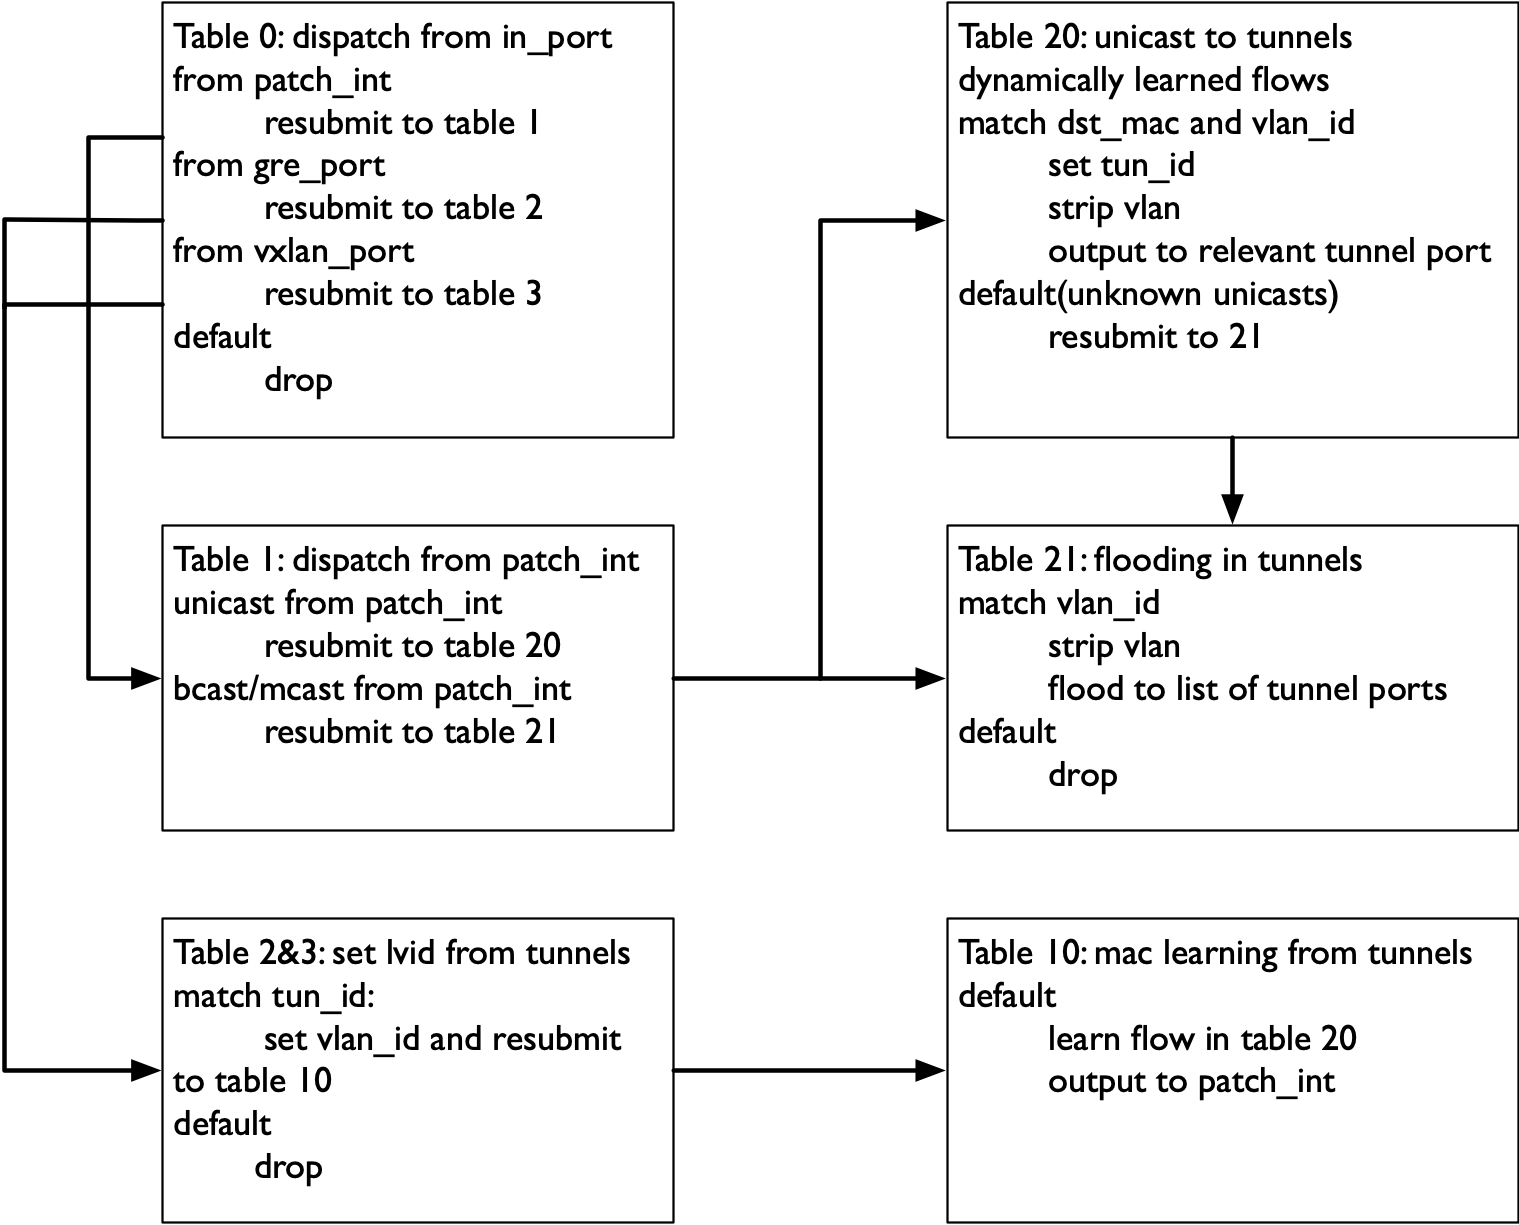 Table 0: dispatch from in_port
from patch_int
resubmit to table 1
from gre_port
resubmit to table 2
from vxlan_port
resubmit to table 3
default
drop
Table 20: unicast to tunnels
dynamically learned flows
match dst_mac and vlan_id
set tun_id
strip vlan
output to relevant tunnel port
default(unknown unicasts)
resubmit to 21
Table 1: dispatch from patch_int
unicast from patch_int
resubmit to table 20
bcast/mcast from patch_int
resubmit to table 21
Table 21: flooding in tunnels
match vlan_id
strip vlan
flood to list of tunnel ports
default
drop
Table 2&3: set lvid from tunnels
match tun_id:
set vlan_id and resubmit
to table 10
default
drop
Table 10: mac learning from tunnels
default
learn flow in table 20
output to patch_int